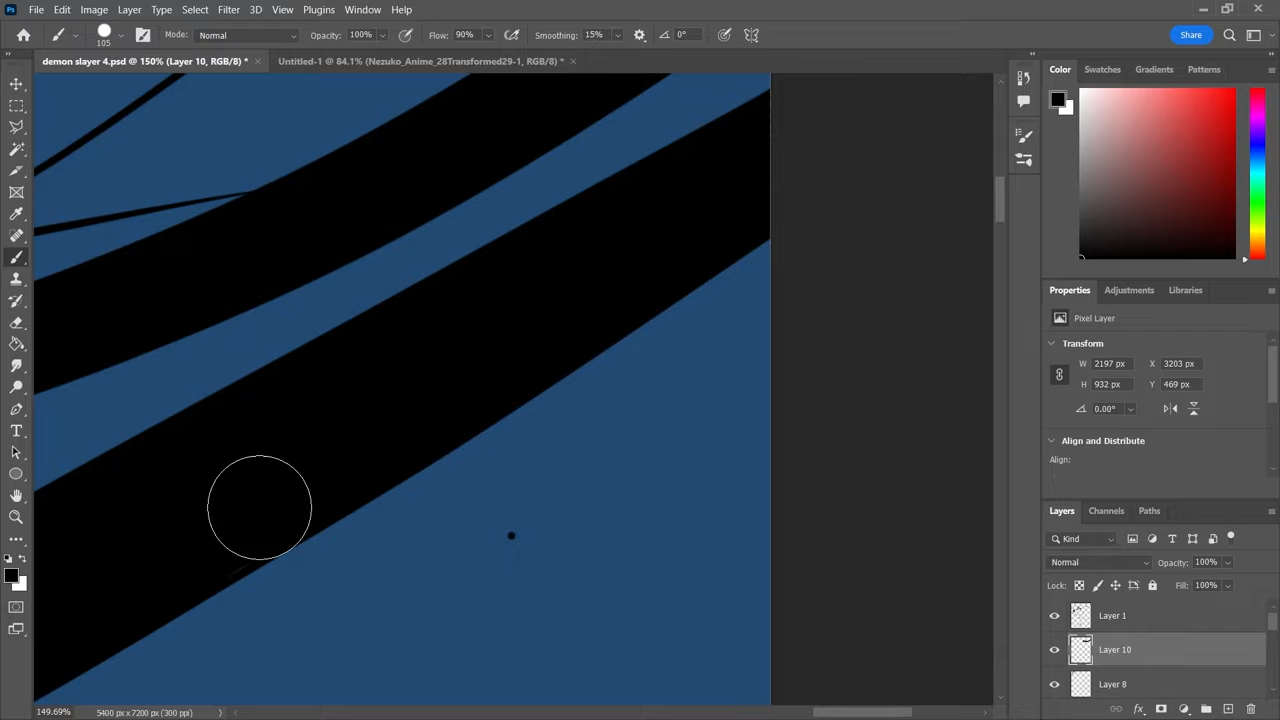 Ps File Edit Image Layer Type Select Filter 3D View Plugins Window Help
105 Mode: Normal Opacity: 100% Flow: 90% Smoothing: 15% 0° Share
demon slayer 4.psd @ 150% (Layer 10, RGB/8) * × Untitled-1 @ 84.1% (Nezuko_Anime_28Transformed29-1, RGB/8) * ×
Color Swatches Gradients Patterns
Properties Adjustments Libraries
Pixel Layer
Transform
W 2197 px X 3203 px
H 932 px Y 469 px
0.00°
Align and Distribute
Align:
Layers Channels Paths
Kind
Normal Opacity: 100%
Lock: Fill: 100%
Layer 1
Layer 10
Layer 8
fx
149.69% 5400 px x 7200 px (300 ppi)